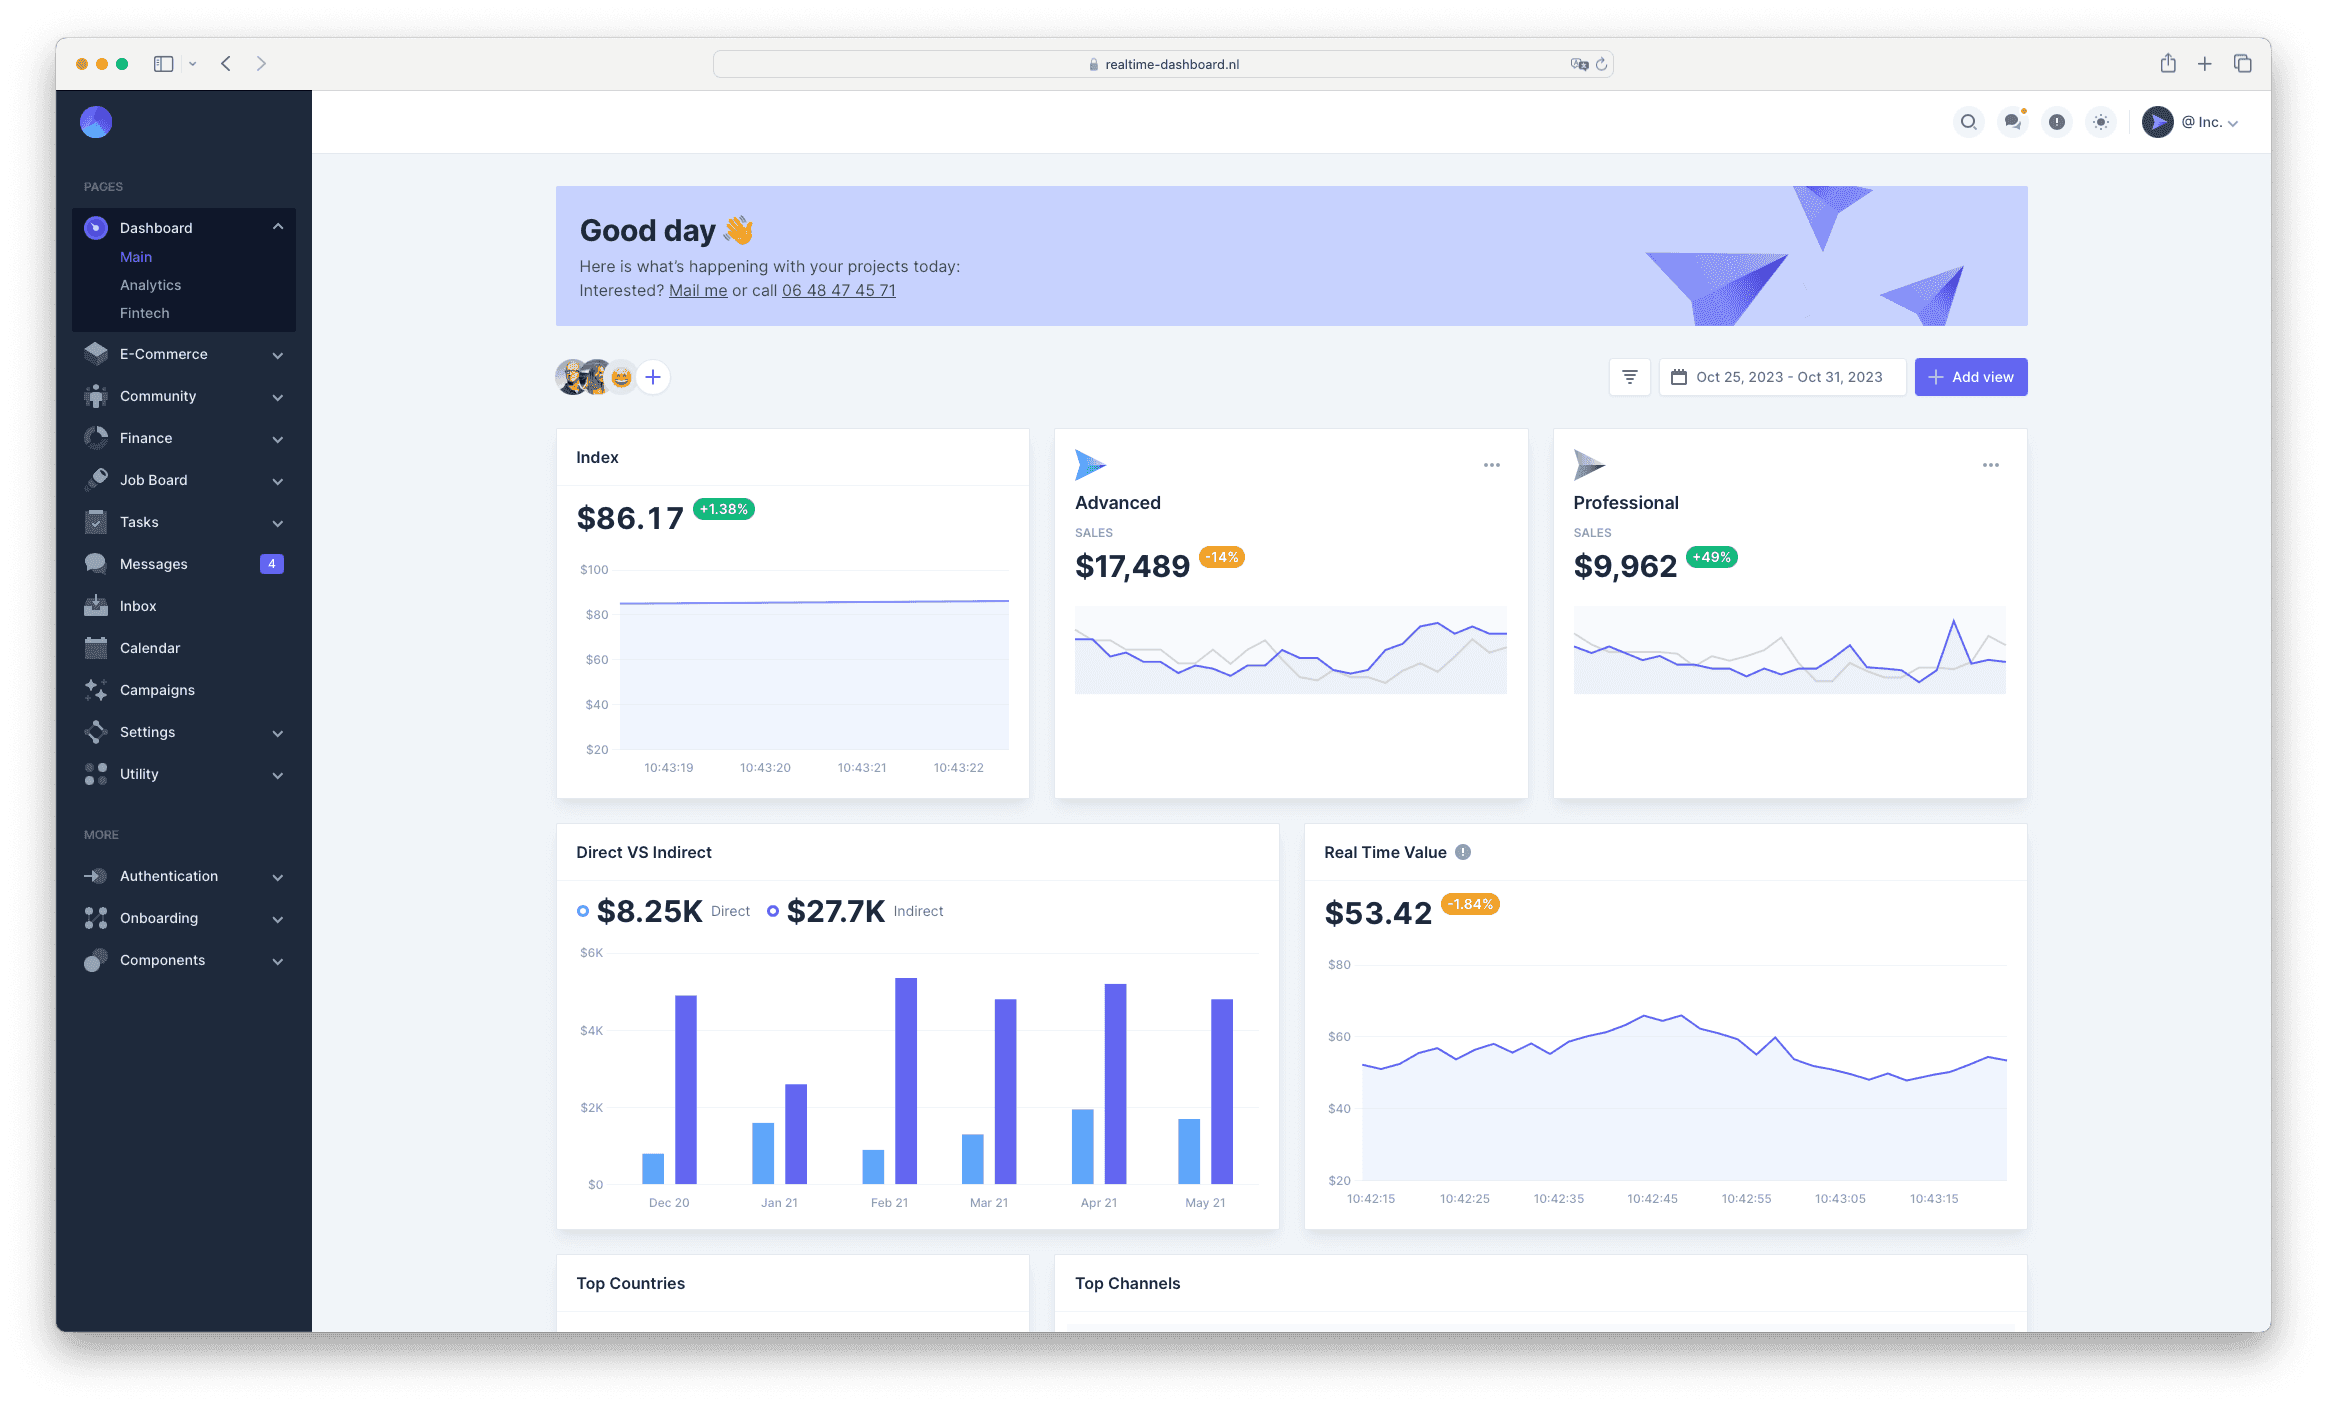 realtime-dashboard.nl
@ Inc.
PAGES
Dashboard
Main
Analytics
Fintech
E-Commerce
Community
Finance
Job Board
Tasks
Messages 4
Inbox
Calendar
Campaigns
Settings
Utility
MORE
Authentication
Onboarding
Components
Good day 👋
Here is what’s happening with your projects today:
Interested? Mail me or call 06 48 47 45 71
Oct 25, 2023 - Oct 31, 2023
Add view
Index
$86.17 +1.38%
$100
$80
$60
$40
$20
10:43:19 10:43:20 10:43:21 10:43:22
Advanced
SALES
$17,489 -14%
Professional
SALES
$9,962 +49%
Direct VS Indirect
$8.25K Direct $27.7K Indirect
$6K
$4K
$2K
$0
Dec 20 Jan 21 Feb 21 Mar 21 Apr 21 May 21
Real Time Value
$53.42 -1.84%
$80
$60
$40
$20
10:42:15 10:42:25 10:42:35 10:42:45 10:42:55 10:43:05 10:43:15
Top Countries
Top Channels